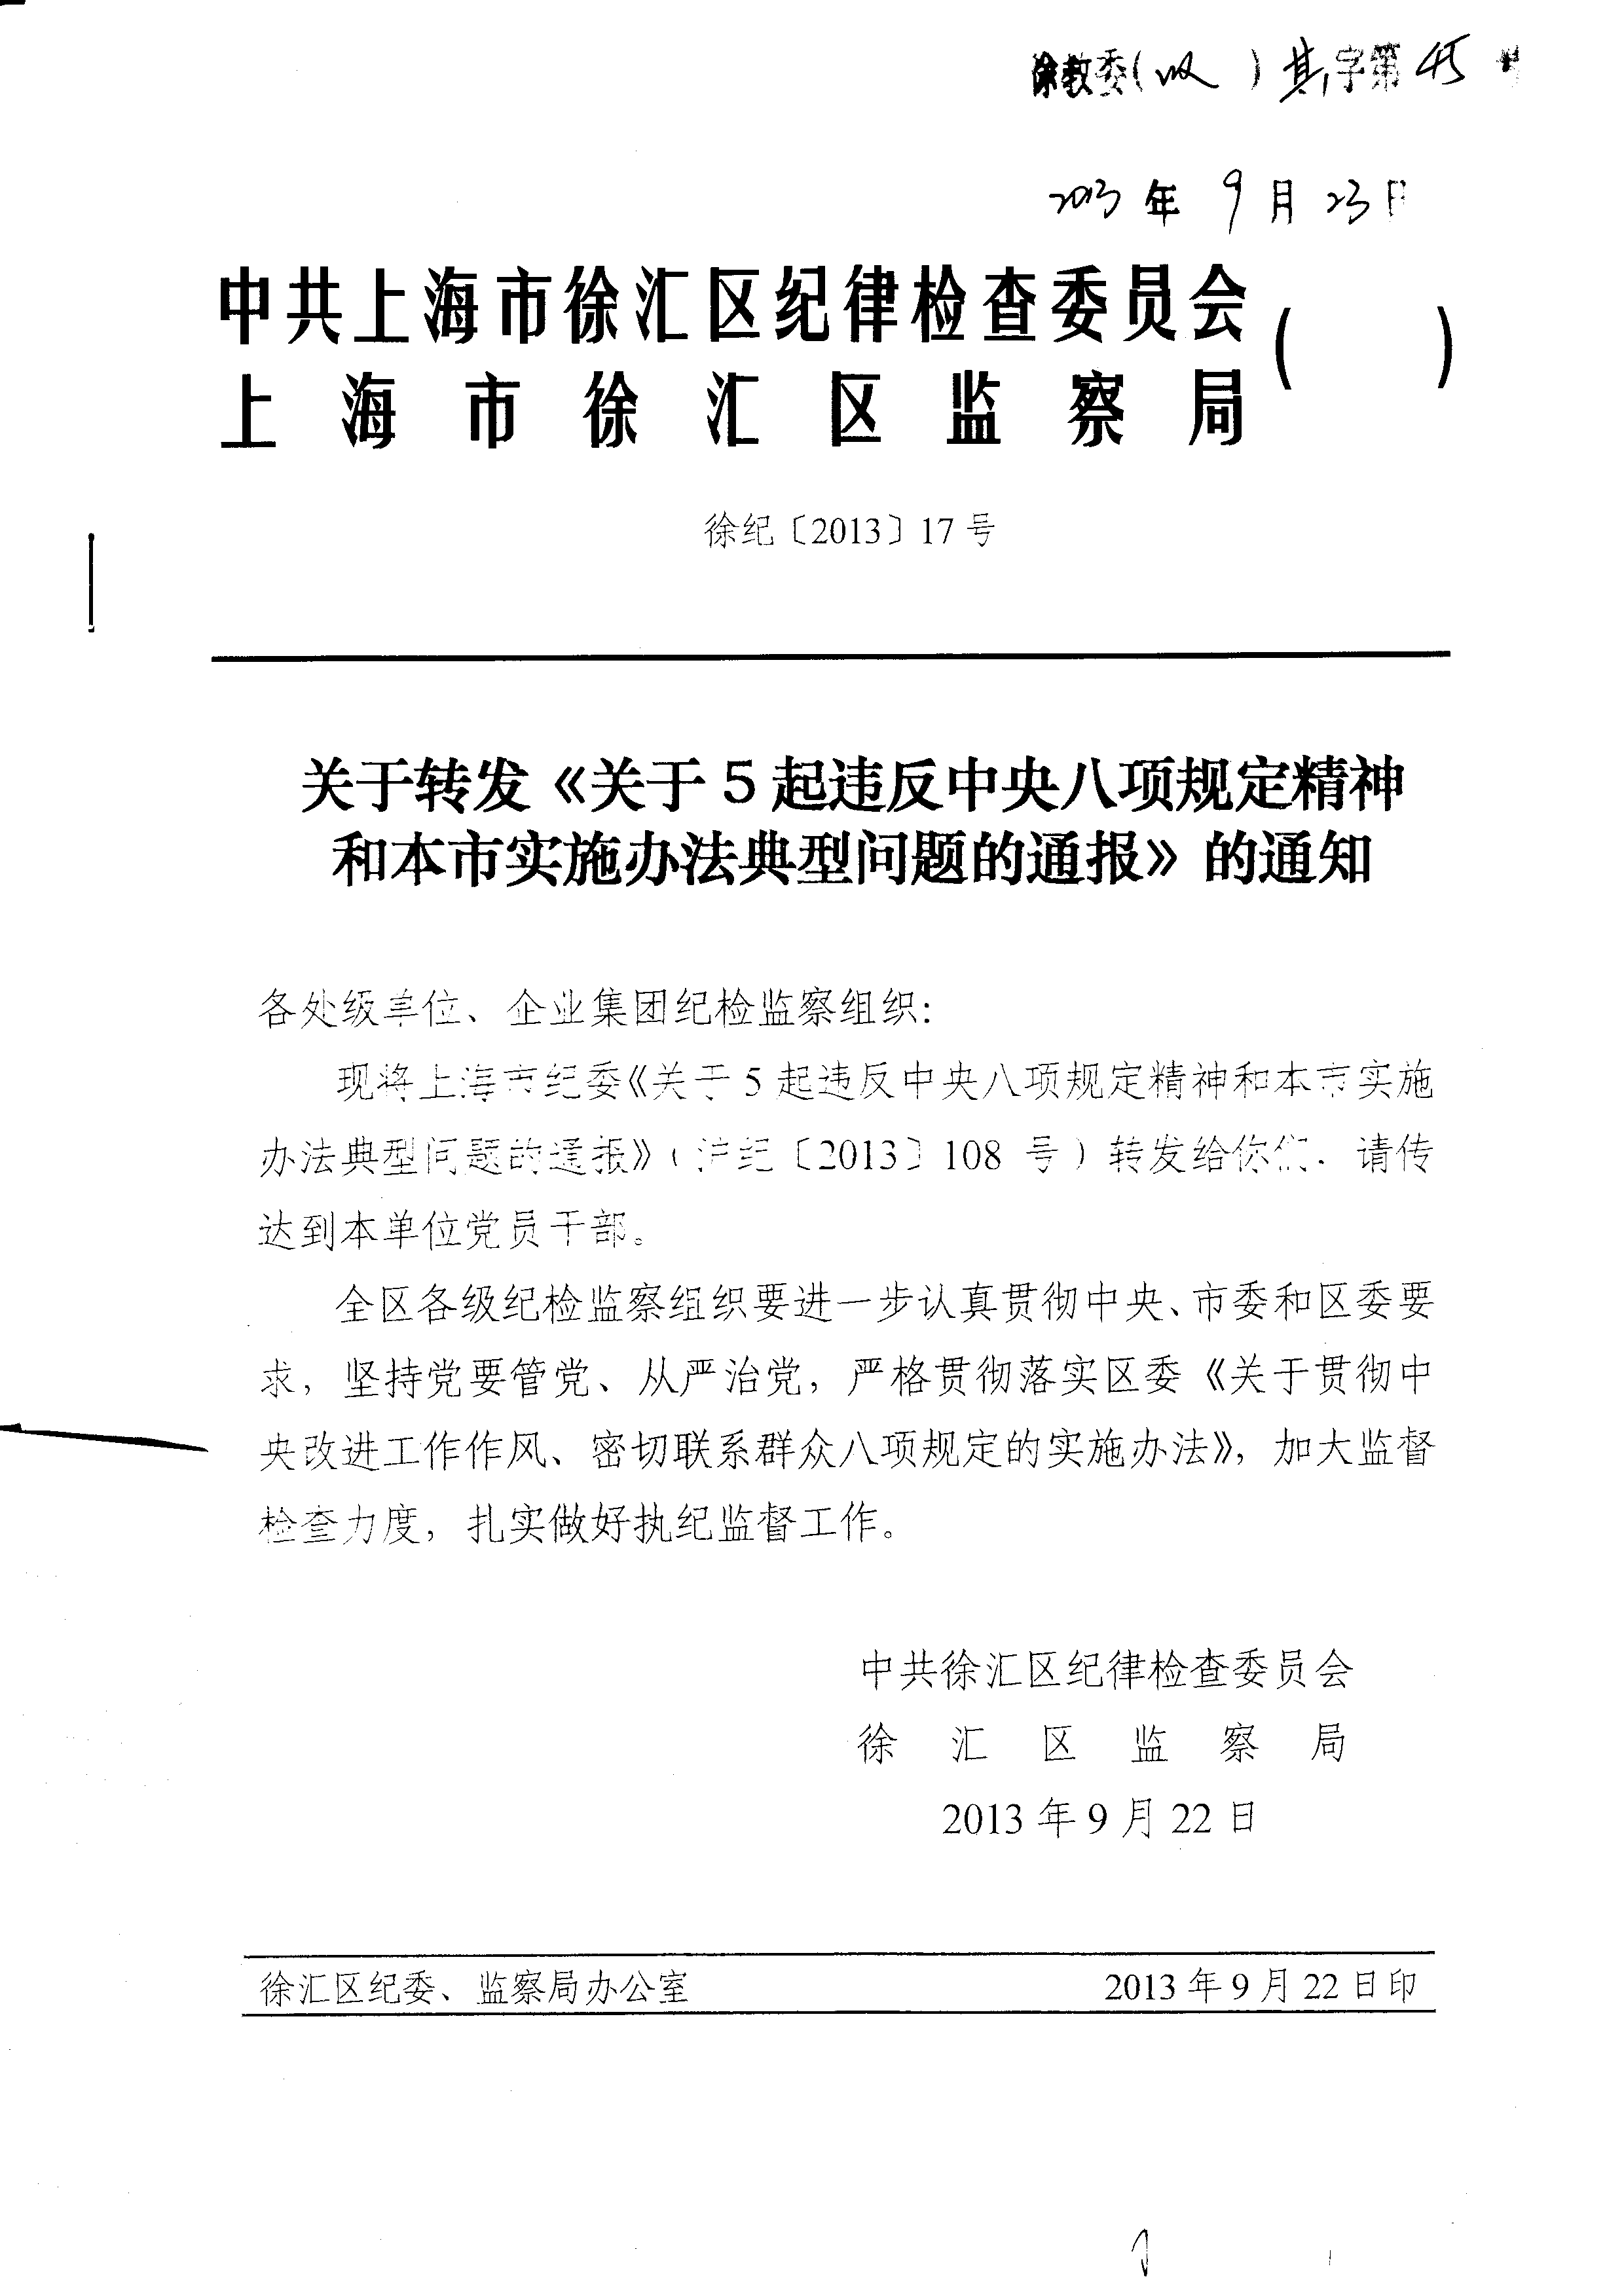 徐教委( ) 字第45号
2013年9月23日
中共上海市徐汇区纪律检查委员会
上海市徐汇区监察局
( )
徐纪〔2013〕17号
关于转发《关于5起违反中央八项规定精神
和本市实施办法典型问题的通报》的通知
各处级单位、企业集团纪检监察组织:
现将上海市纪委《关于5起违反中央八项规定精神和本市实施
办法典型问题的通报》(沪纪〔2013〕108号)转发给你们,请传
达到本单位党员干部。
全区各级纪检监察组织要进一步认真贯彻中央、市委和区委要
求,坚持党要管党、从严治党,严格贯彻落实区委《关于贯彻中
央改进工作作风、密切联系群众八项规定的实施办法》,加大监督
检查力度,扎实做好执纪监督工作。
中共徐汇区纪律检查委员会
徐汇区监察局
2013年9月22日
徐汇区纪委、监察局办公室 2013年9月22日印